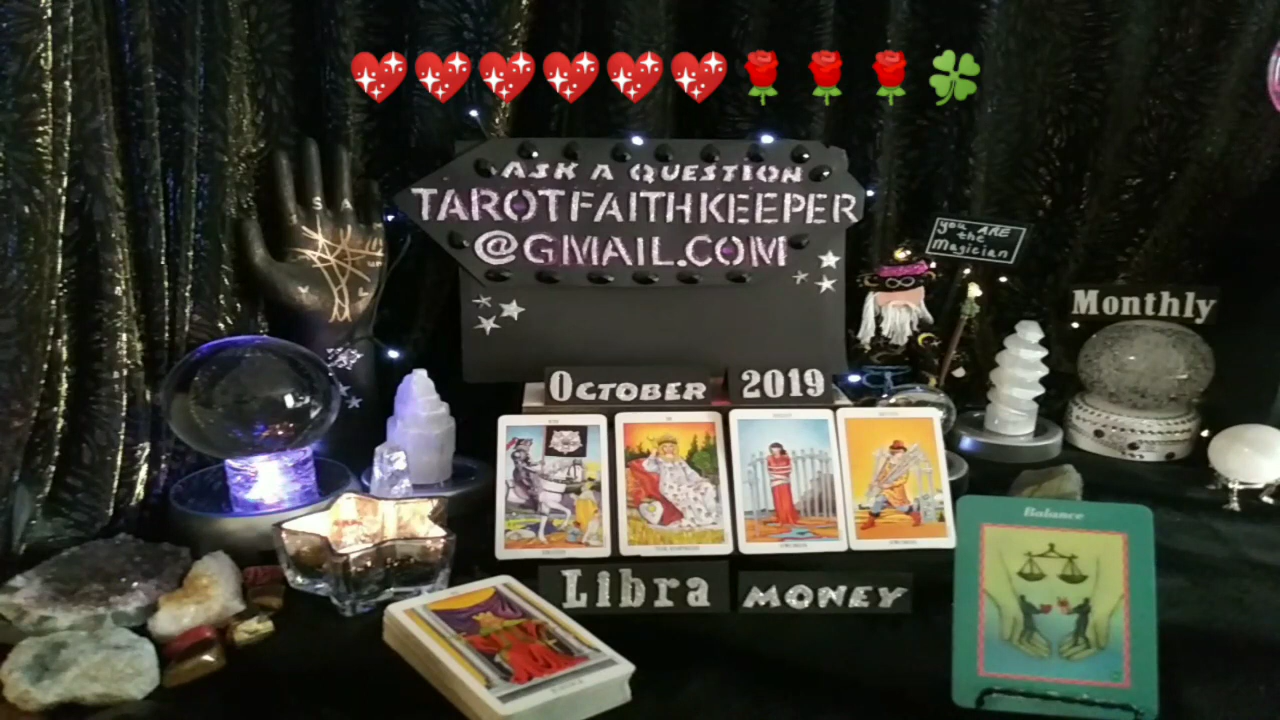 ASK A QUESTION
TAROTFAITHKEEPER
@GMAIL.COM
you ARE
the
Magician
Monthly
S
OCTOBER 2019
Libra MONEY
Balance